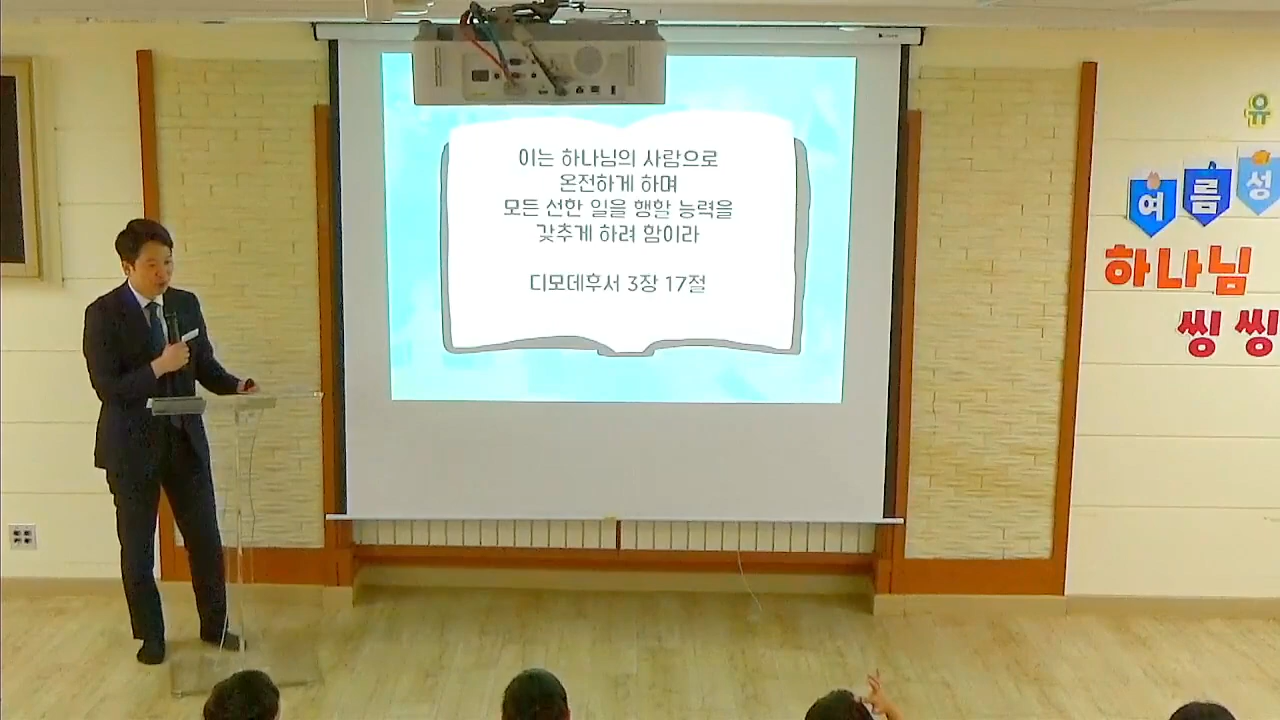 이는 하나님의 사람으로
온전하게 하며
모든 선한 일을 행할 능력을
갖추게 하려 함이라
디모데후서 3장 17절
유
여름성
하나님
씽씽